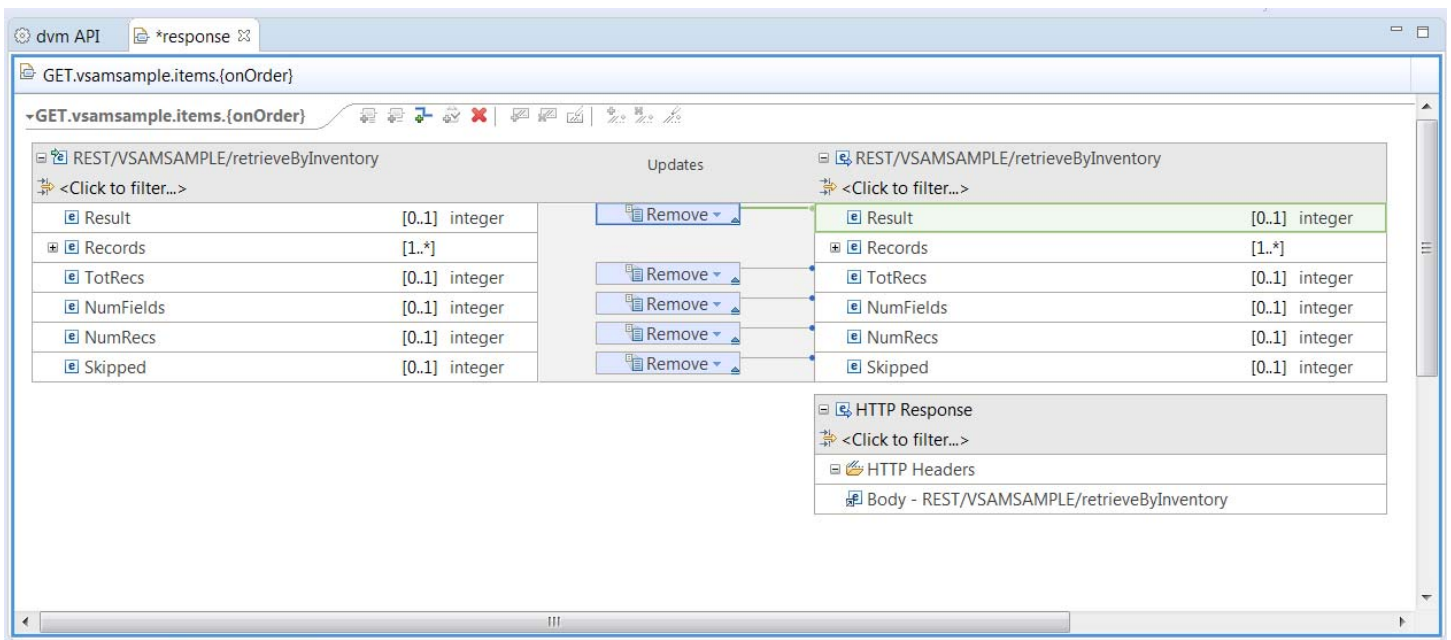 dvm API *response
GET.vsamsample.items.{onOrder}
GET.vsamsample.items.{onOrder}
REST/VSAMSAMPLE/retrieveByInventory Updates REST/VSAMSAMPLE/retrieveByInventory
<Click to filter...> <Click to filter...>
Result [0..1] integer Remove Result [0..1] integer
Records [1..*] Records [1..*]
TotRecs [0..1] integer Remove TotRecs [0..1] integer
NumFields [0..1] integer Remove NumFields [0..1] integer
NumRecs [0..1] integer Remove NumRecs [0..1] integer
Skipped [0..1] integer Remove Skipped [0..1] integer
HTTP Response
<Click to filter...>
HTTP Headers
Body - REST/VSAMSAMPLE/retrieveByInventory